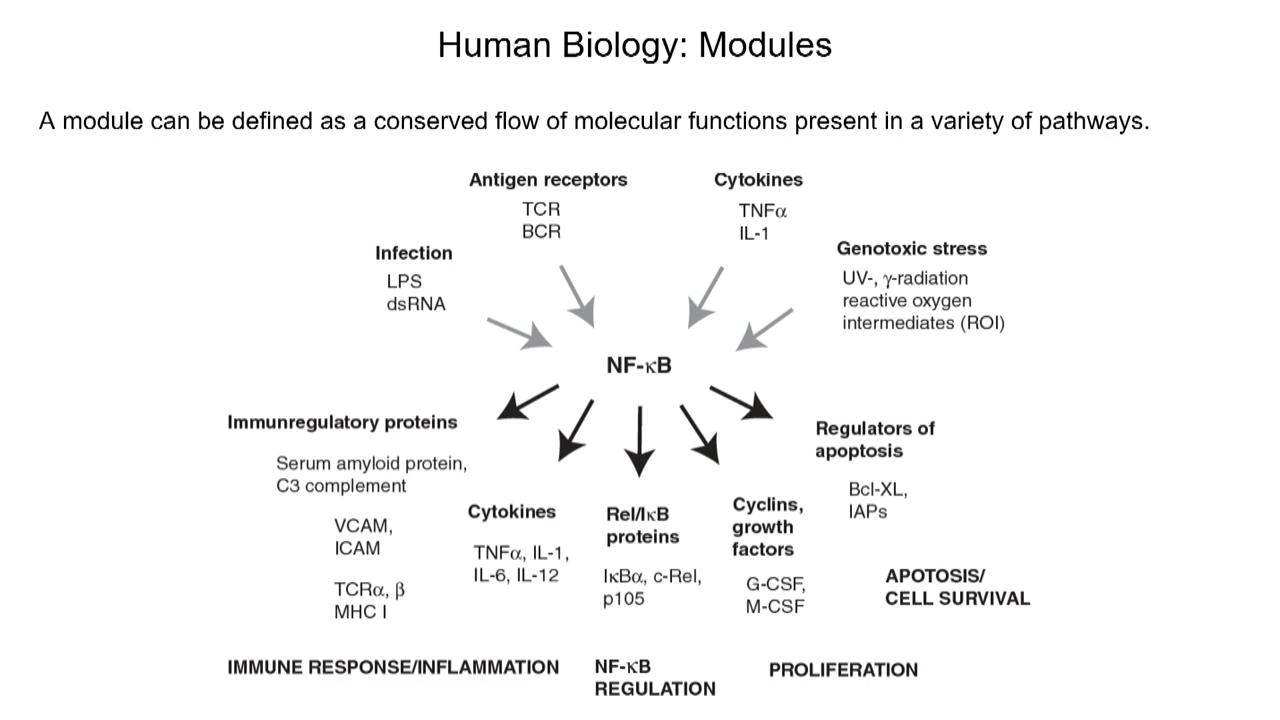 Human Biology: Modules
A module can be defined as a conserved flow of molecular functions present in a variety of pathways.
Antigen receptors
TCR
BCR
Cytokines
TNFα
IL-1
Infection
LPS
dsRNA
Genotoxic stress
UV-, γ-radiation
reactive oxygen
intermediates (ROI)
NF-κB
Immunregulatory proteins
Serum amyloid protein,
C3 complement
VCAM,
ICAM
TCRα, β
MHC I
Cytokines
TNFα, IL-1,
IL-6, IL-12
Rel/IκB
proteins
IκBα, c-Rel,
p105
Cyclins,
growth
factors
G-CSF,
M-CSF
Regulators of
apoptosis
Bcl-XL,
IAPs
APOTOSIS/
CELL SURVIVAL
IMMUNE RESPONSE/INFLAMMATION
NF-κB
REGULATION
PROLIFERATION